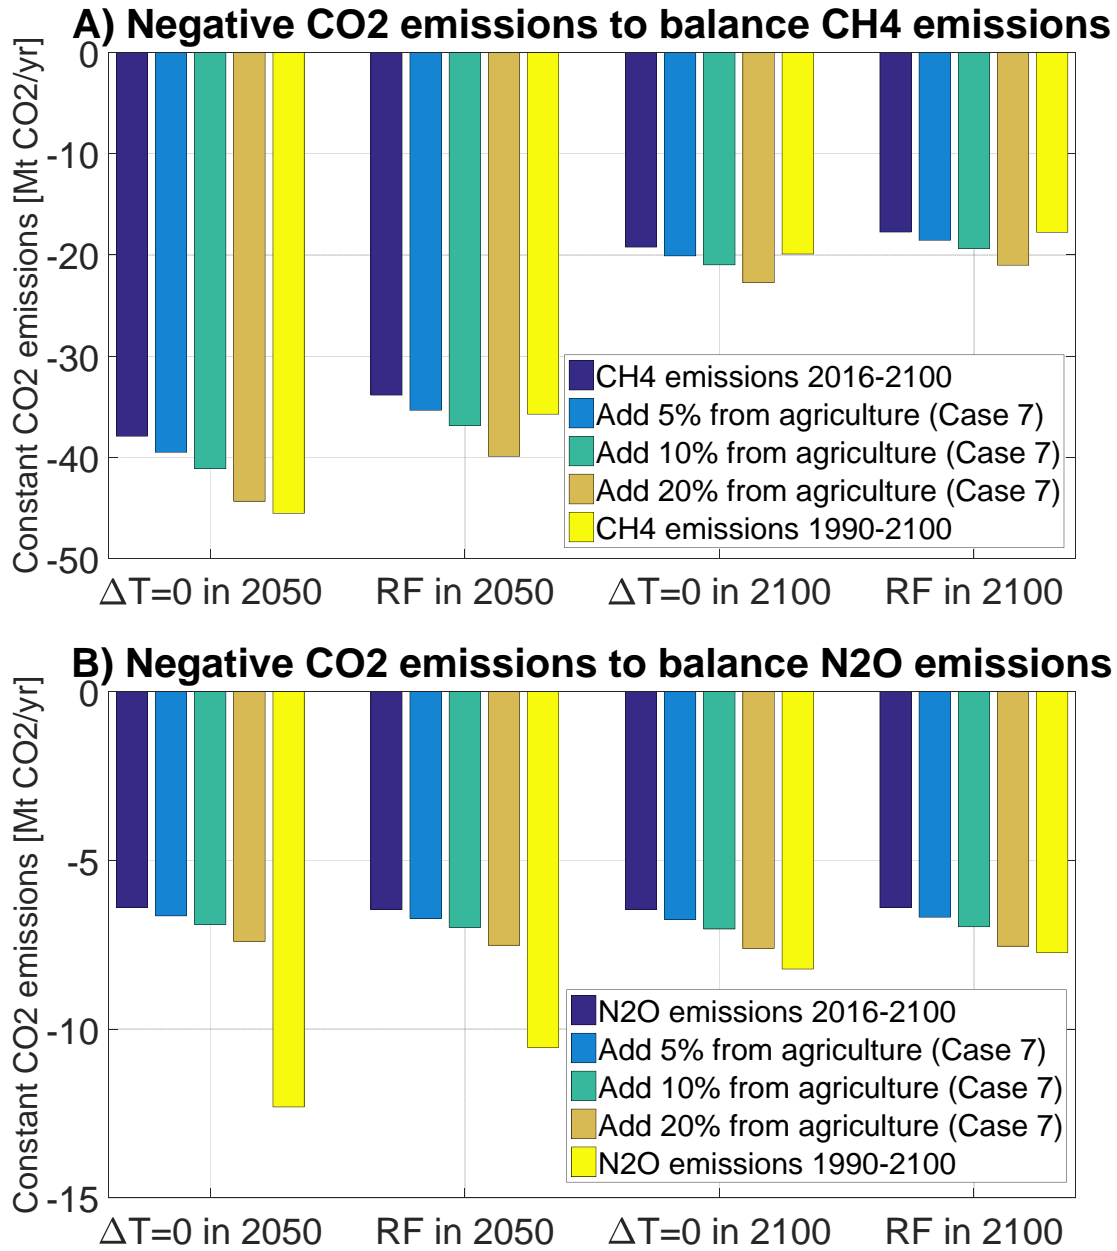 A) Negative CO2 emissions to balance CH4 emissions
Constant CO2 emissions [Mt CO2/yr]
0
-10
-20
-30
-40
-50
CH4 emissions 2016-2100
Add 5% from agriculture (Case 7)
Add 10% from agriculture (Case 7)
Add 20% from agriculture (Case 7)
CH4 emissions 1990-2100
ΔT=0 in 2050 RF in 2050 ΔT=0 in 2100 RF in 2100
B) Negative CO2 emissions to balance N2O emissions
Constant CO2 emissions [Mt CO2/yr]
0
-5
-10
-15
N2O emissions 2016-2100
Add 5% from agriculture (Case 7)
Add 10% from agriculture (Case 7)
Add 20% from agriculture (Case 7)
N2O emissions 1990-2100
ΔT=0 in 2050 RF in 2050 ΔT=0 in 2100 RF in 2100